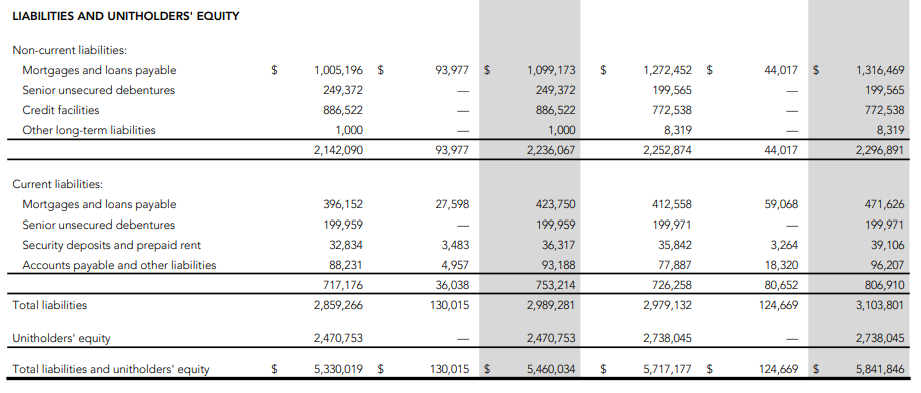 LIABILITIES AND UNITHOLDERS' EQUITY
Non-current liabilities:
Mortgages and loans payable $ 1,005,196 $ 93,977 $ 1,099,173 $ 1,272,452 $ 44,017 $ 1,316,469
Senior unsecured debentures 249,372 — 249,372 199,565 — 199,565
Credit facilities 886,522 — 886,522 772,538 — 772,538
Other long-term liabilities 1,000 — 1,000 8,319 — 8,319
2,142,090 93,977 2,236,067 2,252,874 44,017 2,296,891
Current liabilities:
Mortgages and loans payable 396,152 27,598 423,750 412,558 59,068 471,626
Senior unsecured debentures 199,959 — 199,959 199,971 — 199,971
Security deposits and prepaid rent 32,834 3,483 36,317 35,842 3,264 39,106
Accounts payable and other liabilities 88,231 4,957 93,188 77,887 18,320 96,207
717,176 36,038 753,214 726,258 80,652 806,910
Total liabilities 2,859,266 130,015 2,989,281 2,979,132 124,669 3,103,801
Unitholders' equity 2,470,753 — 2,470,753 2,738,045 — 2,738,045
Total liabilities and unitholders' equity $ 5,330,019 $ 130,015 $ 5,460,034 $ 5,717,177 $ 124,669 $ 5,841,846